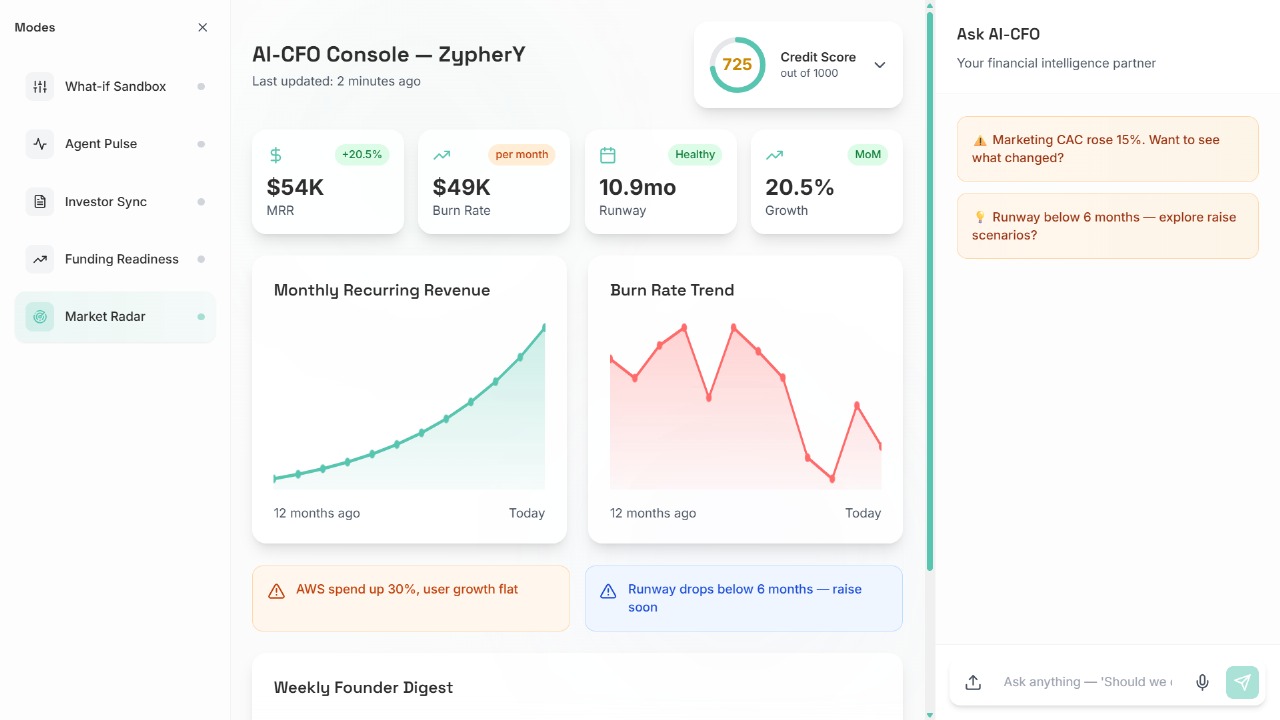 Modes
What-if Sandbox
Agent Pulse
Investor Sync
Funding Readiness
Market Radar
AI-CFO Console — ZypherY
Last updated: 2 minutes ago
725
Credit Score
out of 1000
+20.5%
$54K
MRR
per month
$49K
Burn Rate
Healthy
10.9mo
Runway
MoM
20.5%
Growth
Monthly Recurring Revenue
12 months ago
Today
Burn Rate Trend
12 months ago
Today
AWS spend up 30%, user growth flat
Runway drops below 6 months — raise
soon
Weekly Founder Digest
Ask AI-CFO
Your financial intelligence partner
⚠️ Marketing CAC rose 15%. Want to see
what changed?
💡 Runway below 6 months — explore raise
scenarios?
Ask anything — 'Should we